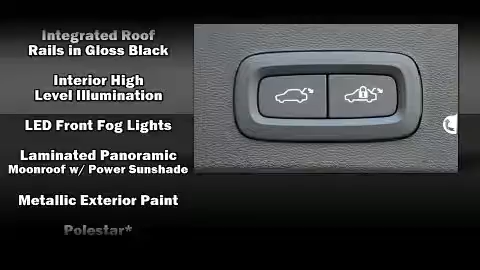 Integrated Roof
Rails in Gloss Black
Interior High
Level Illumination
LED Front Fog Lights
Laminated Panoramic
Moonroof w/ Power Sunshade
Metallic Exterior Paint
Polestar*